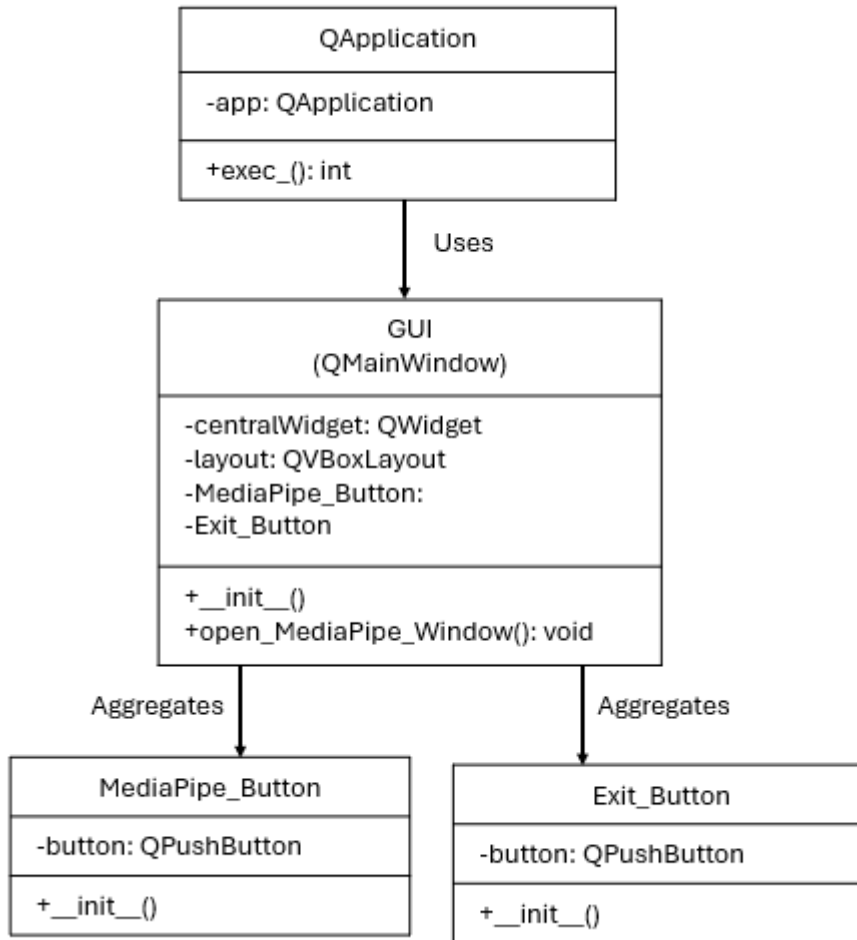 QApplication
-app: QApplication
+exec_(): int
Uses
GUI
(QMainWindow)
-centralWidget: QWidget
-layout: QVBoxLayout
-MediaPipe_Button:
-Exit_Button
+__init__()
+open_MediaPipe_Window(): void
Aggregates
Aggregates
MediaPipe_Button
-button: QPushButton
+__init__()
Exit_Button
-button: QPushButton
+__init__()